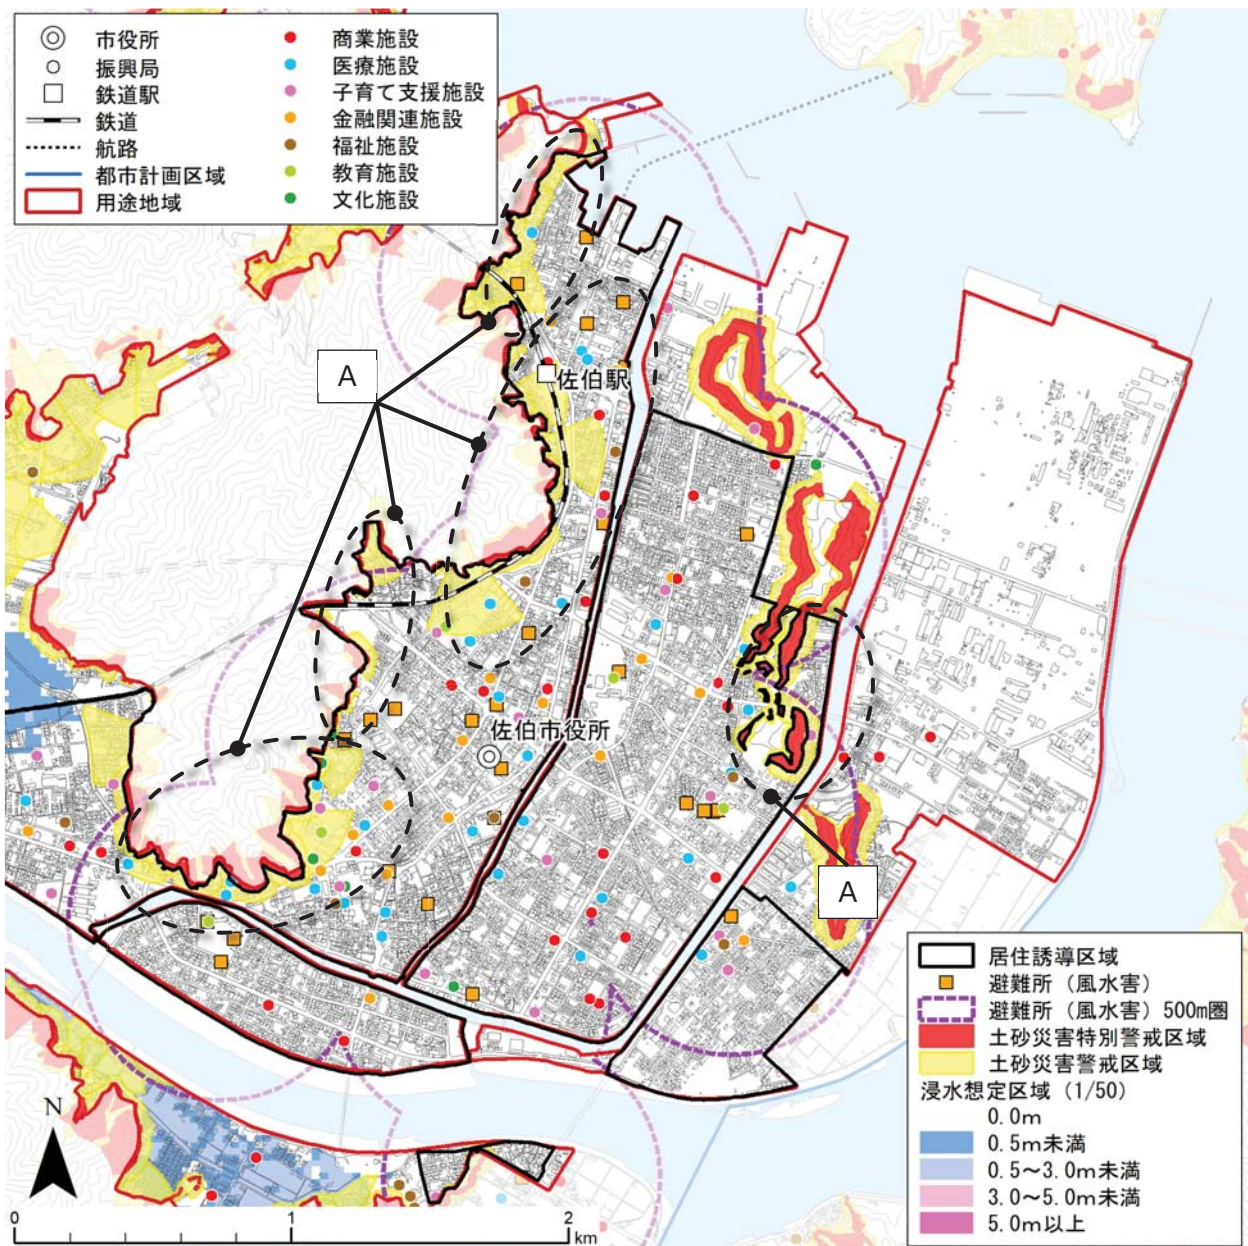 市役所
振興局
鉄道駅
鉄道
航路
都市計画区域
用途地域
商業施設
医療施設
子育て支援施設
金融関連施設
福祉施設
教育施設
文化施設
A
佐伯駅
佐伯市役所
A
居住誘導区域
避難所（風水害）
避難所（風水害）500m圏
土砂災害特別警戒区域
土砂災害警戒区域
浸水想定区域（1/50）
0.0m
0.5m未満
0.5～3.0m未満
3.0～5.0m未満
5.0m以上
N
0 1 2
km